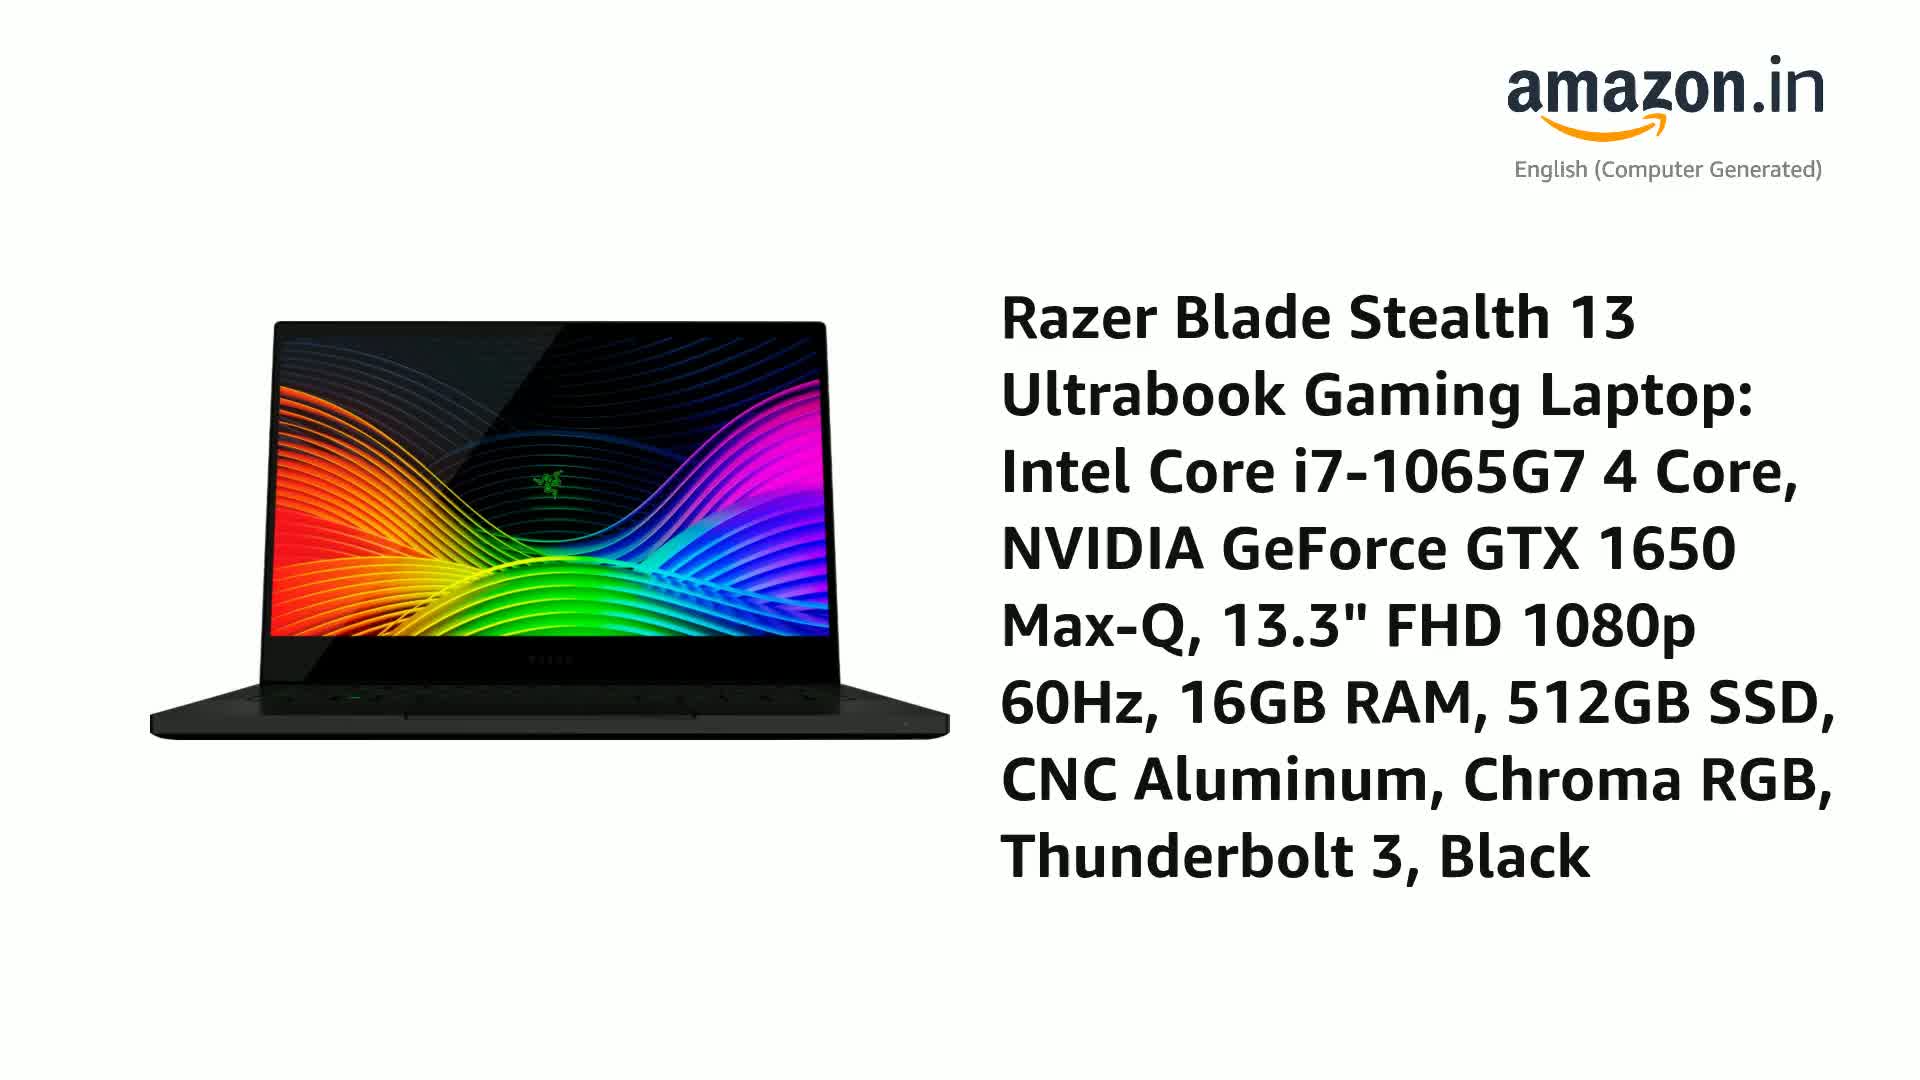 amazon.in
English (Computer Generated)
Razer Blade Stealth 13
Ultrabook Gaming Laptop:
Intel Core i7-1065G7 4 Core,
NVIDIA GeForce GTX 1650
Max-Q, 13.3" FHD 1080p
60Hz, 16GB RAM, 512GB SSD,
CNC Aluminum, Chroma RGB,
Thunderbolt 3, Black